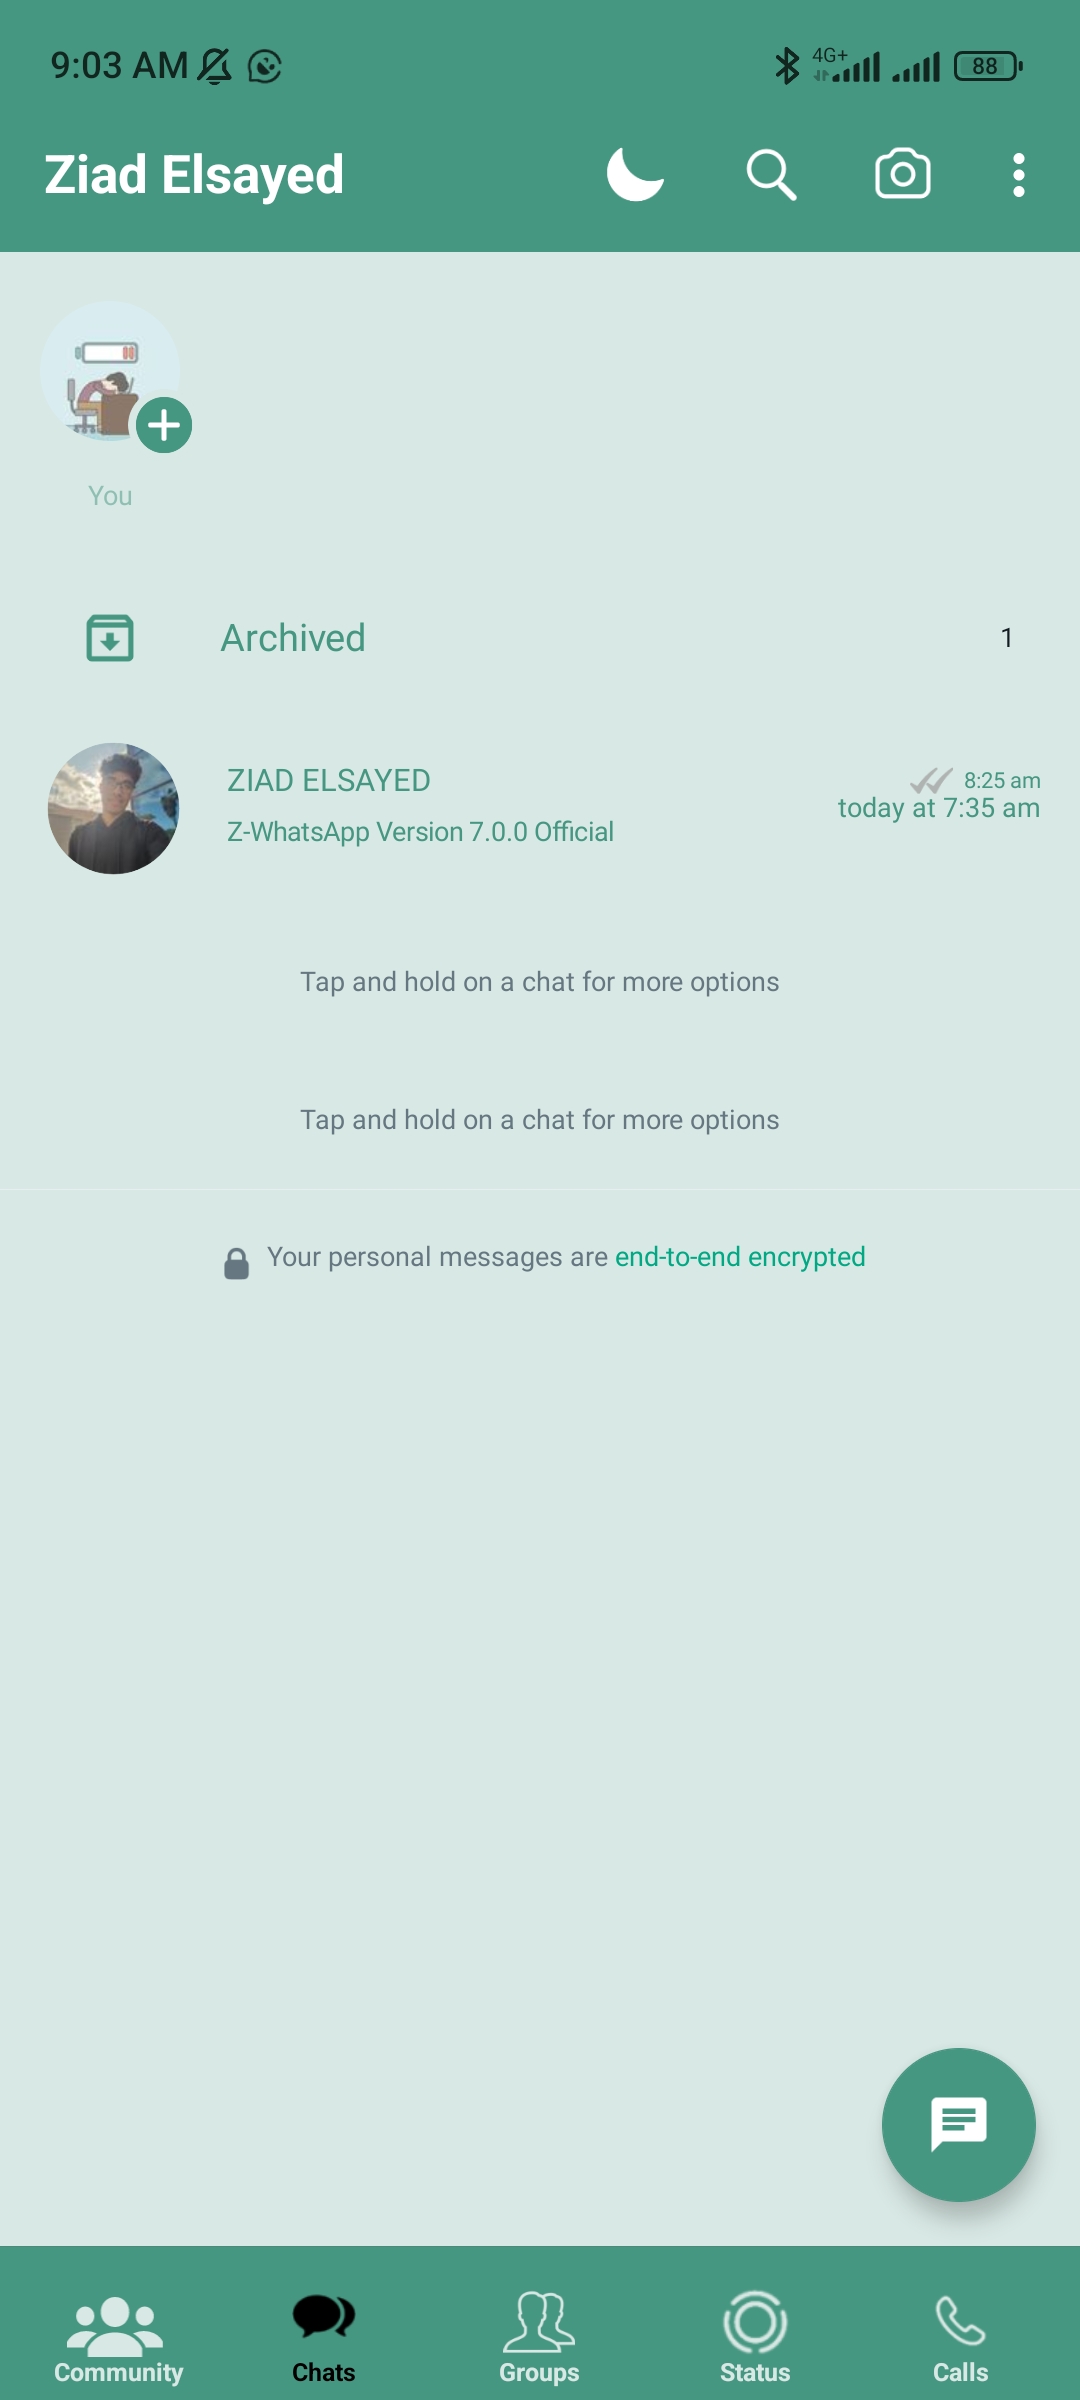 9:03 AM
4G+
88
Ziad Elsayed
You
Archived
1
ZIAD ELSAYED
8:25 am
Z-WhatsApp Version 7.0.0 Official
today at 7:35 am
Tap and hold on a chat for more options
Tap and hold on a chat for more options
Your personal messages are end-to-end encrypted
Community
Chats
Groups
Status
Calls